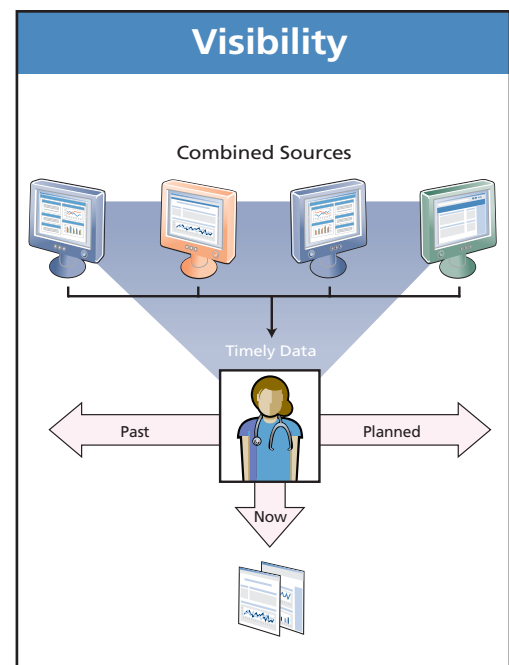 Visibility
Combined Sources
Timely Data
Past
Planned
Now